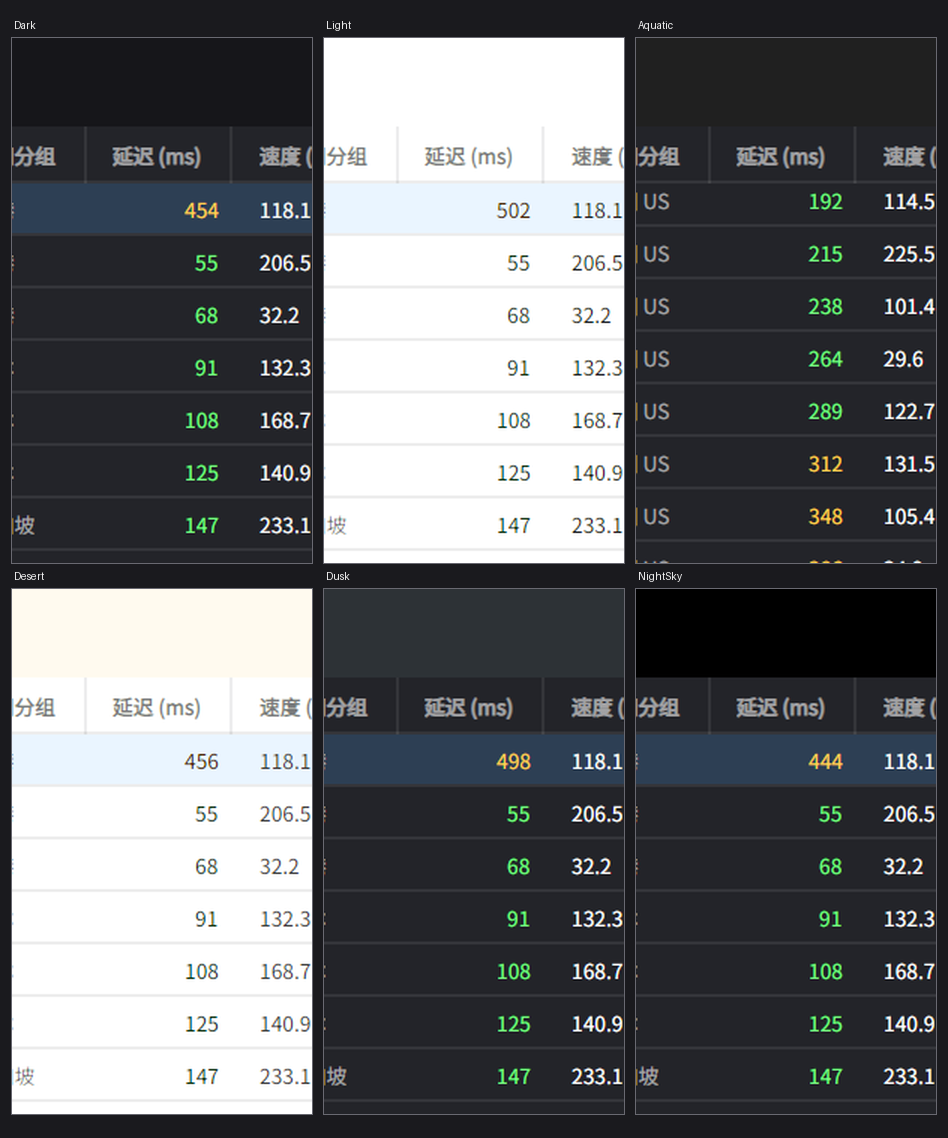 Dark
分组 延迟 (ms) 速度 (
454 118.1
55 206.5
68 32.2
91 132.3
108 168.7
125 140.9
坡 147 233.1
Light
分组 延迟 (ms) 速度 (
502 118.1
55 206.5
68 32.2
91 132.3
108 168.7
125 140.9
坡 147 233.1
Aquatic
分组 延迟 (ms) 速度 (
US 192 114.5
US 215 225.5
US 238 101.4
US 264 29.6
US 289 122.7
US 312 131.5
US 348 105.4
Desert
分组 延迟 (ms) 速度 (
456 118.1
55 206.5
68 32.2
91 132.3
108 168.7
125 140.9
坡 147 233.1
Dusk
分组 延迟 (ms) 速度 (
498 118.1
55 206.5
68 32.2
91 132.3
108 168.7
125 140.9
坡 147 233.1
NightSky
分组 延迟 (ms) 速度 (
444 118.1
55 206.5
68 32.2
91 132.3
108 168.7
125 140.9
坡 147 233.1